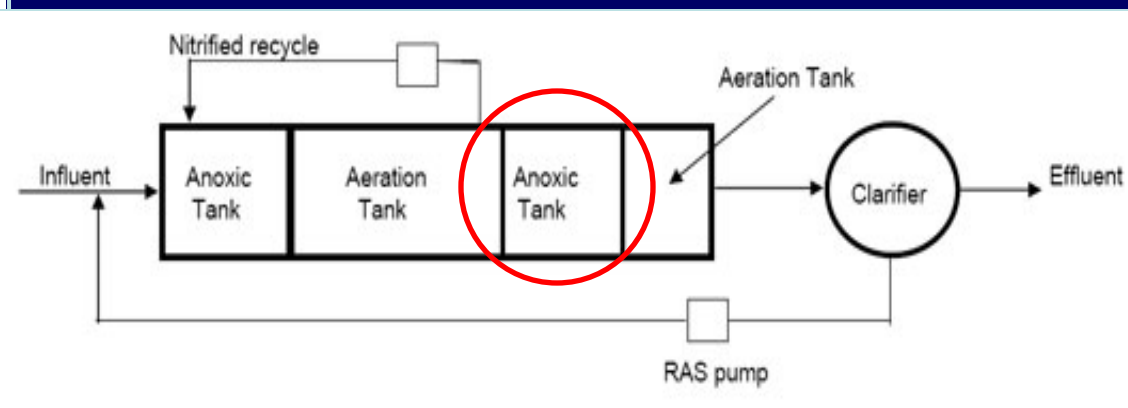 Nitrified recycle
Aeration Tank
Influent
Anoxic
Tank
Aeration
Tank
Anoxic
Tank
Clarifier
Effluent
RAS pump